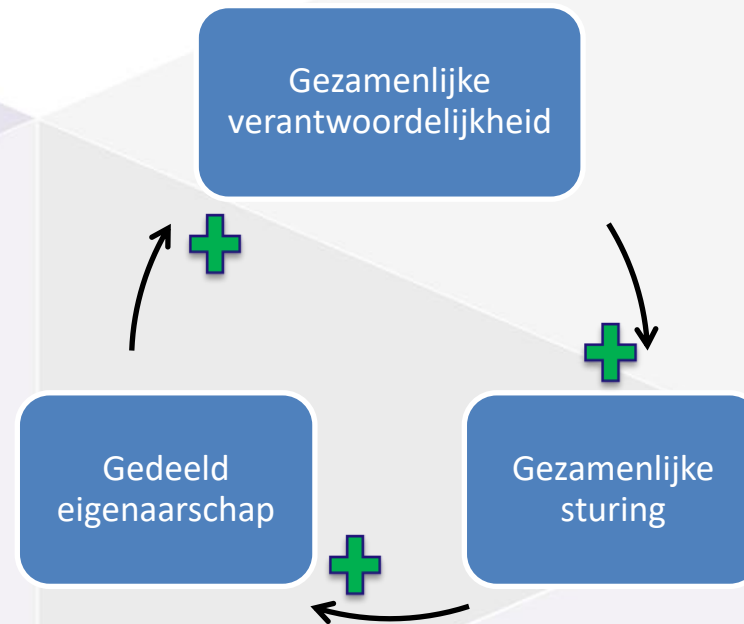 Gezamenlijke
verantwoordelijkheid
Gedeeld
eigenaarschap
Gezamenlijke
sturing